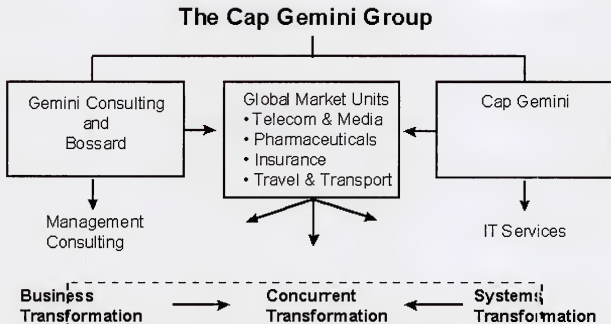 The Cap Gemini Group
Gemini Consulting
and
Bossard
Global Market Units
• Telecom & Media
• Pharmaceuticals
• Insurance
• Travel & Transport
Cap Gemini
Management
Consulting
IT Services
Business
Transformation
Concurrent
Transformation
Systems
Transformation